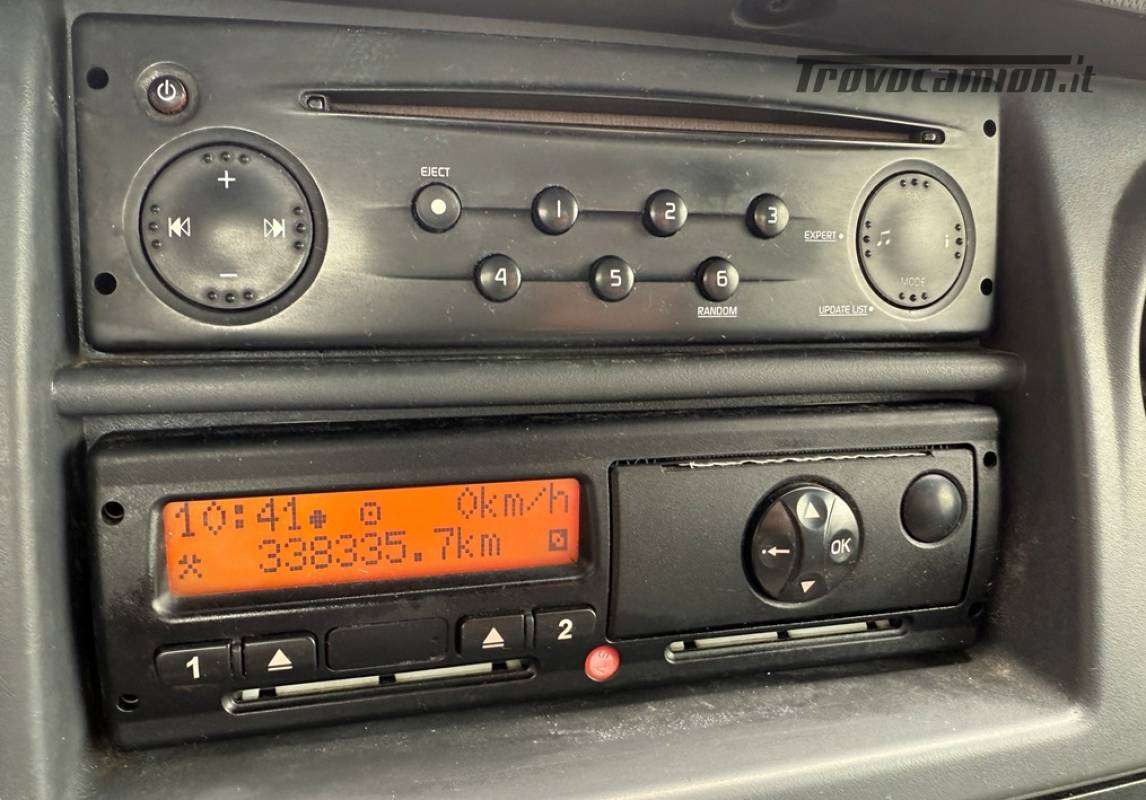 Trovocamion.it
EJECT
1 2 3
EXPERT
4 5 6
i
MODE
RANDOM
UPDATE LIST
10:41 0km/h
338335.7km
OK
1 2